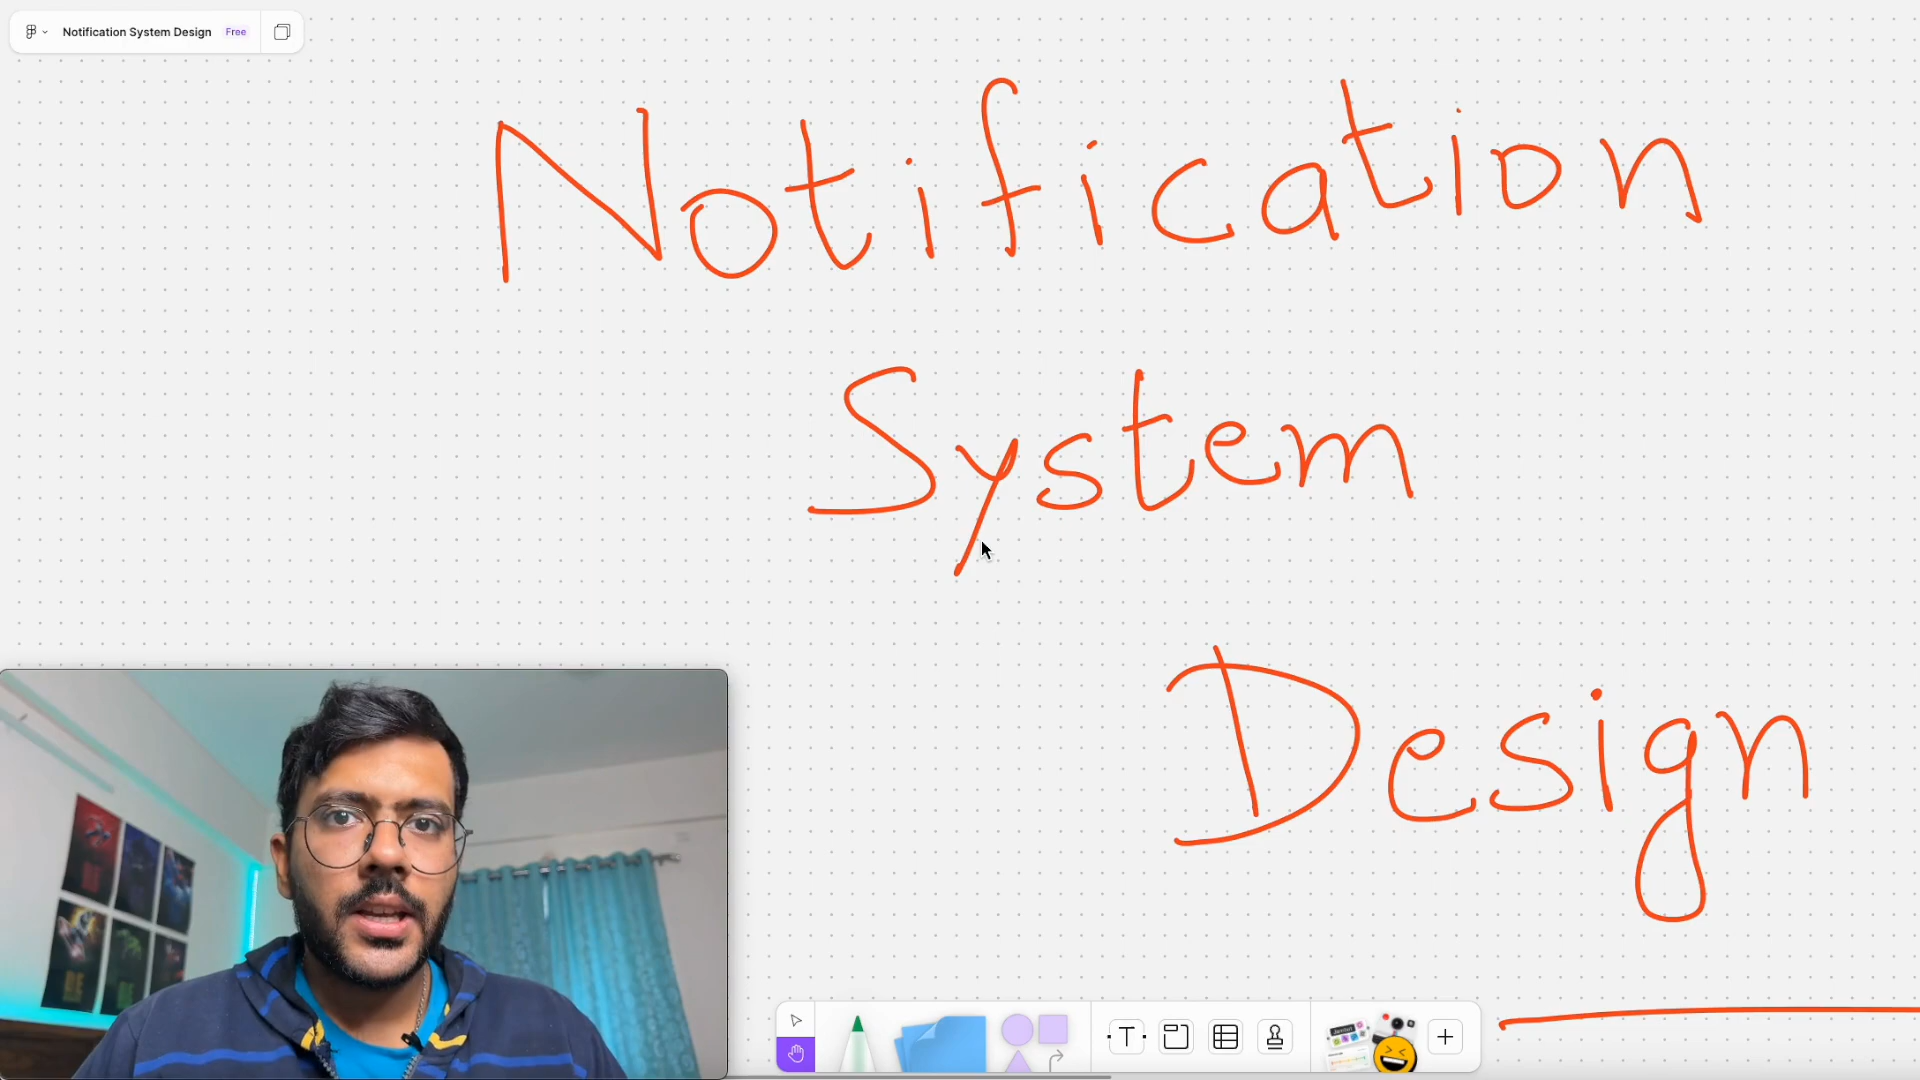 Notification System Design Free
Notification
System
Design
T